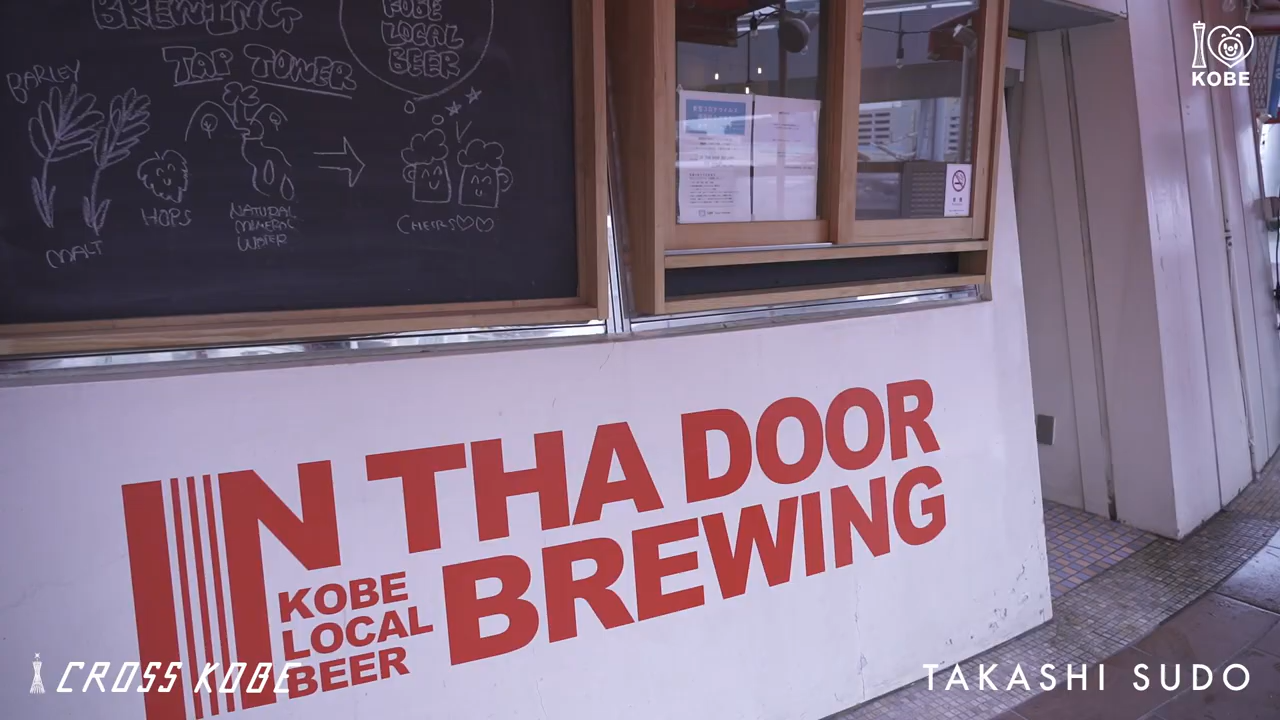 BREWING
TAP TOWER
KOBE
LOCAL
BEER
BARLEY
HOPS
NATURAL
MINERAL
WATER
MALT
CHEERS♡♡
I KOBE
IN THA DOOR
BREWING
KOBE
LOCAL
BEER
CROSS KOBE
TAKASHI SUDO